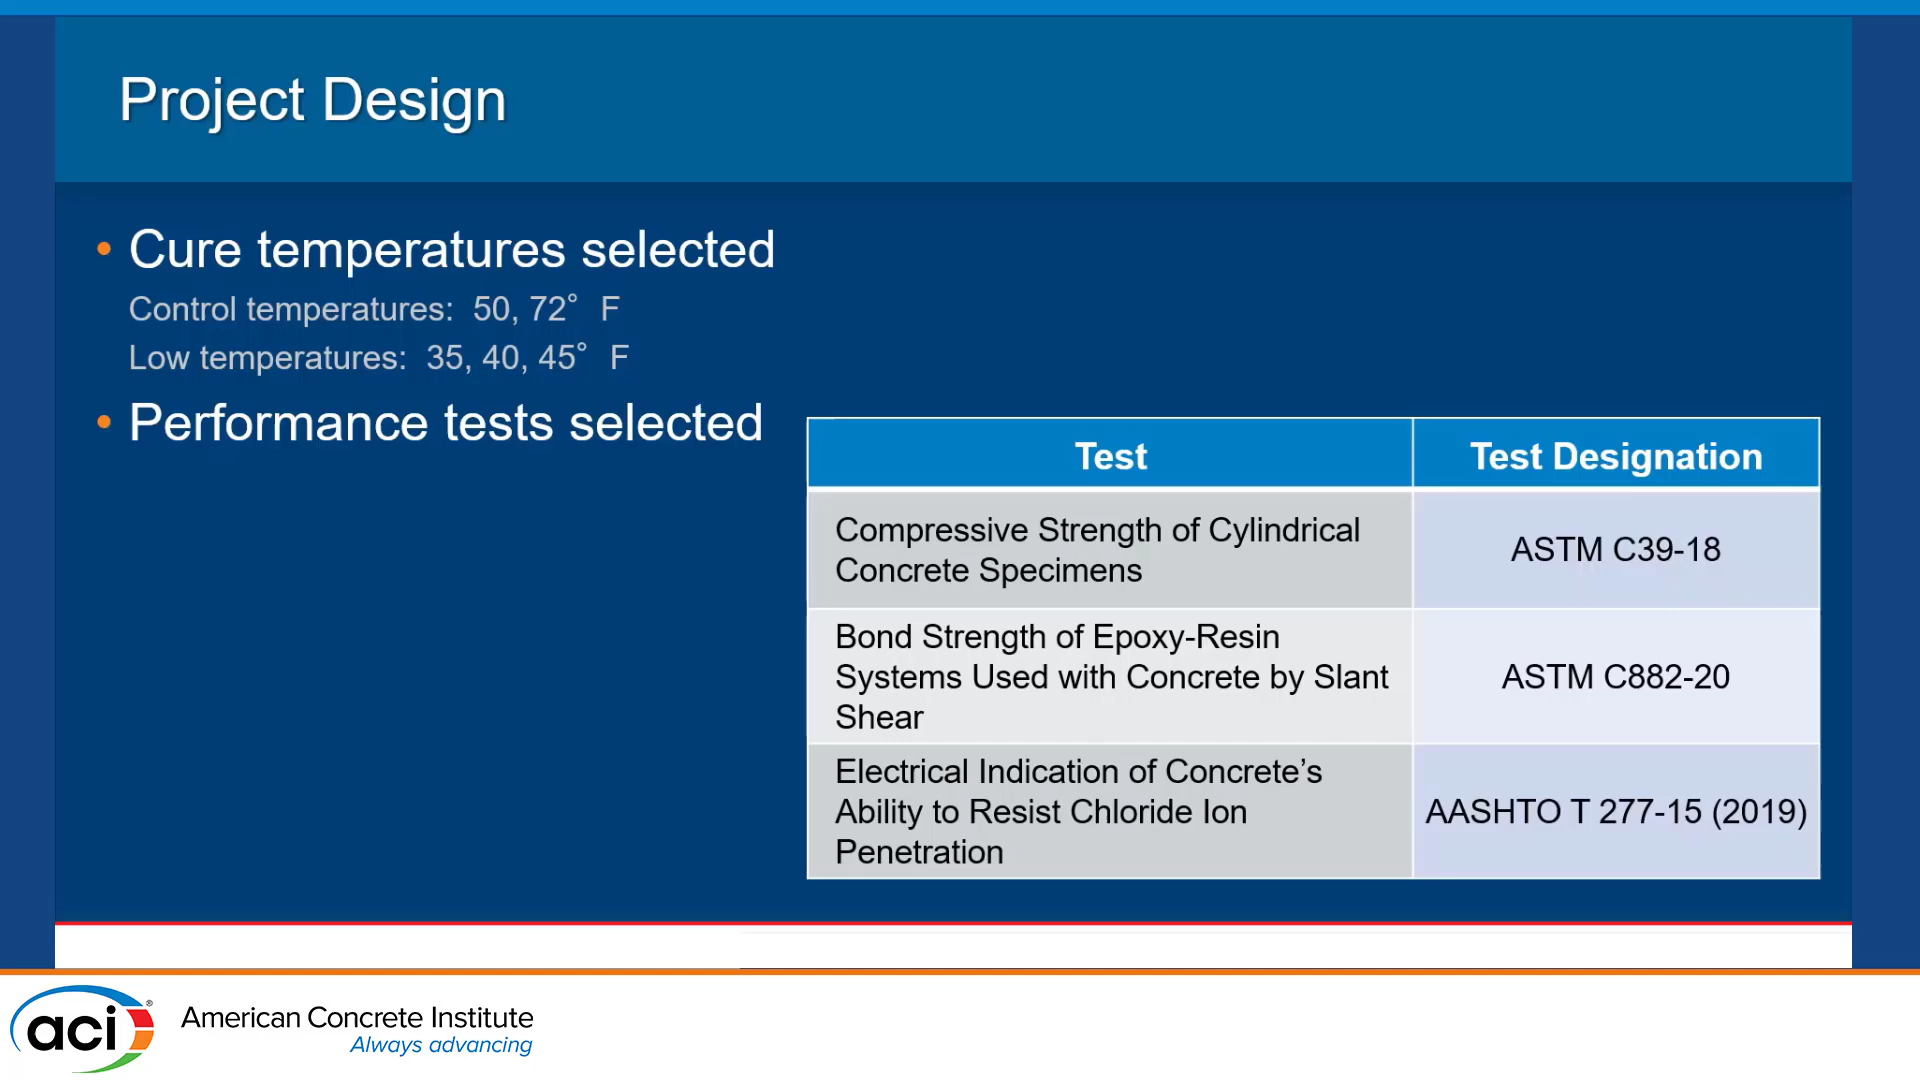 Project Design
• Cure temperatures selected
Control temperatures: 50, 72° F
Low temperatures: 35, 40, 45° F
• Performance tests selected
Test
Test Designation
Compressive Strength of Cylindrical
Concrete Specimens
ASTM C39-18
Bond Strength of Epoxy-Resin
Systems Used with Concrete by Slant
Shear
ASTM C882-20
Electrical Indication of Concrete’s
Ability to Resist Chloride Ion
Penetration
AASHTO T 277-15 (2019)
aci®
American Concrete Institute
Always advancing